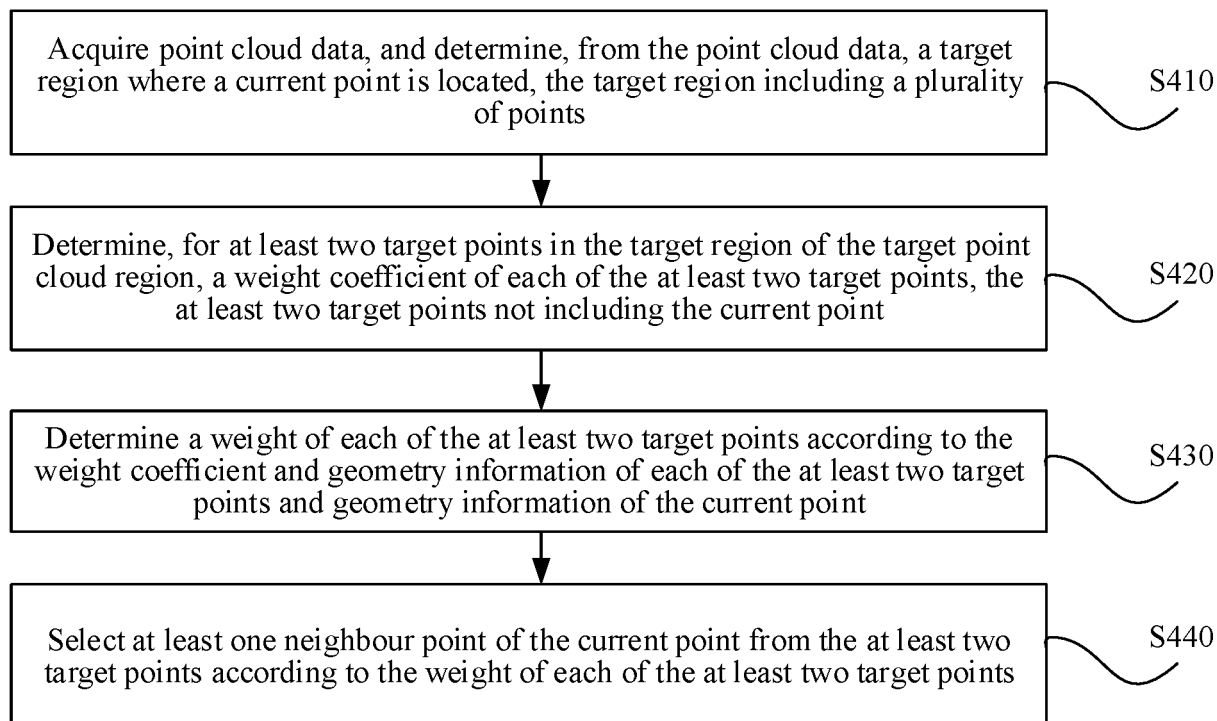 Acquire point cloud data, and determine, from the point cloud data, a target
region where a current point is located, the target region including a plurality
of points
S410
Determine, for at least two target points in the target region of the target point
cloud region, a weight coefficient of each of the at least two target points, the
at least two target points not including the current point
S420
Determine a weight of each of the at least two target points according to the
weight coefficient and geometry information of each of the at least two target
points and geometry information of the current point
S430
Select at least one neighbour point of the current point from the at least two
target points according to the weight of each of the at least two target points
S440